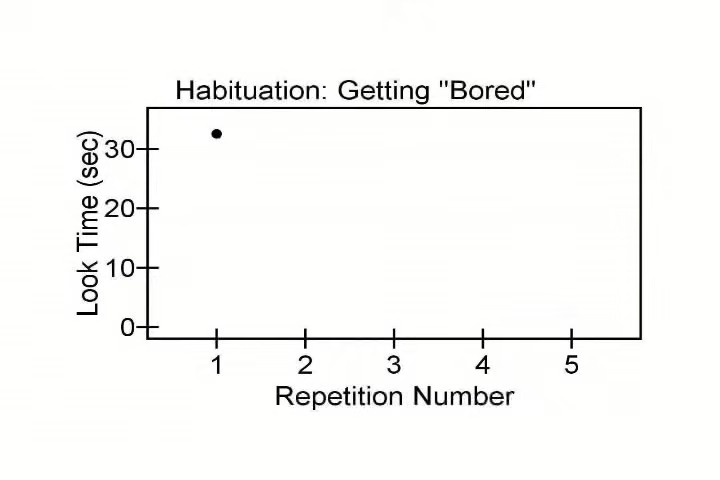 Habituation: Getting "Bored"
Look Time (sec)
30
20
10
0
1 2 3 4 5
Repetition Number